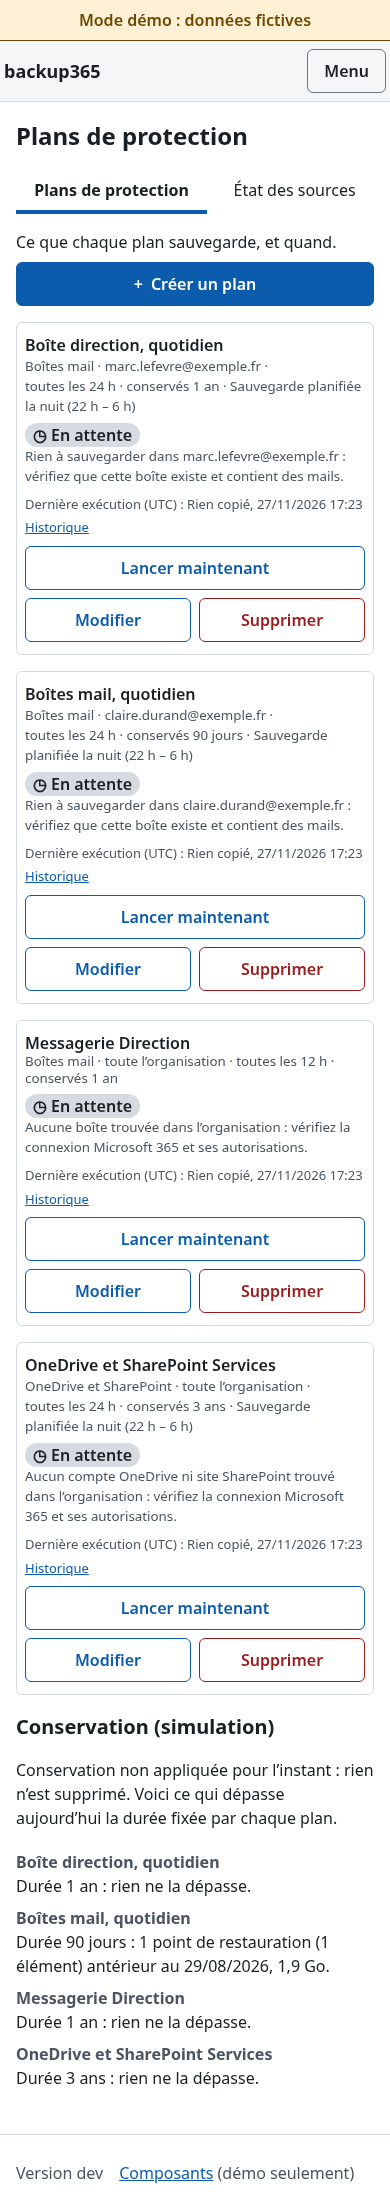 Mode démo : données fictives
backup365
Menu
Plans de protection
Plans de protection
État des sources
Ce que chaque plan sauvegarde, et quand.
+ Créer un plan
Boîte direction, quotidien
Boîtes mail · marc.lefevre@exemple.fr ·
toutes les 24 h · conservés 1 an · Sauvegarde planifiée
la nuit (22 h – 6 h)
En attente
Rien à sauvegarder dans marc.lefevre@exemple.fr :
vérifiez que cette boîte existe et contient des mails.
Dernière exécution (UTC) : Rien copié, 27/11/2026 17:23
Historique
Lancer maintenant
Modifier
Supprimer
Boîtes mail, quotidien
Boîtes mail · claire.durand@exemple.fr ·
toutes les 24 h · conservés 90 jours · Sauvegarde
planifiée la nuit (22 h – 6 h)
En attente
Rien à sauvegarder dans claire.durand@exemple.fr :
vérifiez que cette boîte existe et contient des mails.
Dernière exécution (UTC) : Rien copié, 27/11/2026 17:23
Historique
Lancer maintenant
Modifier
Supprimer
Messagerie Direction
Boîtes mail · toute l’organisation · toutes les 12 h ·
conservés 1 an
En attente
Aucune boîte trouvée dans l’organisation : vérifiez la
connexion Microsoft 365 et ses autorisations.
Dernière exécution (UTC) : Rien copié, 27/11/2026 17:23
Historique
Lancer maintenant
Modifier
Supprimer
OneDrive et SharePoint Services
OneDrive et SharePoint · toute l’organisation ·
toutes les 24 h · conservés 3 ans · Sauvegarde
planifiée la nuit (22 h – 6 h)
En attente
Aucun compte OneDrive ni site SharePoint trouvé
dans l’organisation : vérifiez la connexion Microsoft
365 et ses autorisations.
Dernière exécution (UTC) : Rien copié, 27/11/2026 17:23
Historique
Lancer maintenant
Modifier
Supprimer
Conservation (simulation)
Conservation non appliquée pour l’instant : rien
n’est supprimé. Voici ce qui dépasse
aujourd’hui la durée fixée par chaque plan.
Boîte direction, quotidien
Durée 1 an : rien ne la dépasse.
Boîtes mail, quotidien
Durée 90 jours : 1 point de restauration (1
élément) antérieur au 29/08/2026, 1,9 Go.
Messagerie Direction
Durée 1 an : rien ne la dépasse.
OneDrive et SharePoint Services
Durée 3 ans : rien ne la dépasse.
Version dev Composants (démo seulement)